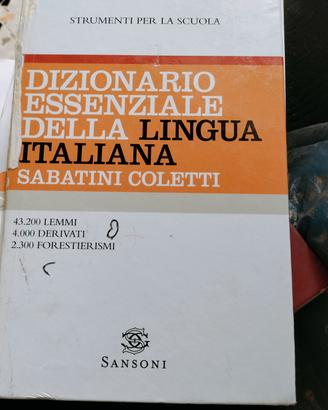 STRUMENTI PER LA SCUOLA
DIZIONARIO
ESSENZIALE
DELLA LINGUA
ITALIANA
SABATINI COLETTI
43.200 LEMMI
4.000 DERIVATI
2.300 FORESTIERISMI
SANSONI